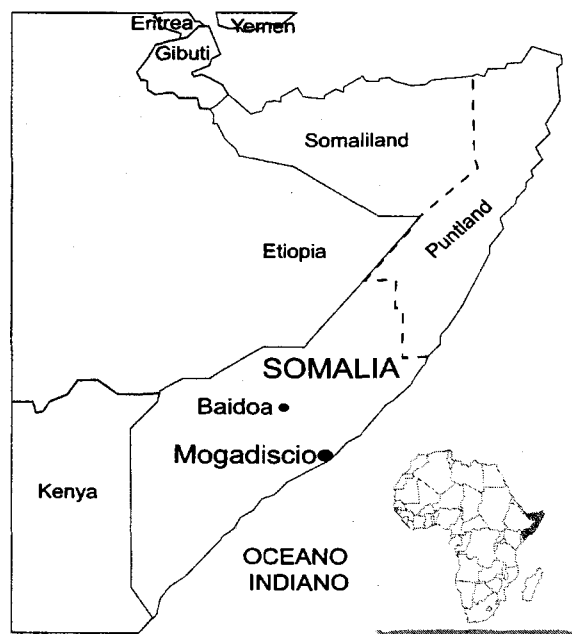 Eritrea
Yemen
Gibuti
Somaliland
Puntland
Etiopia
SOMALIA
Baidoa
Mogadiscio
Kenya
OCEANO
INDIANO